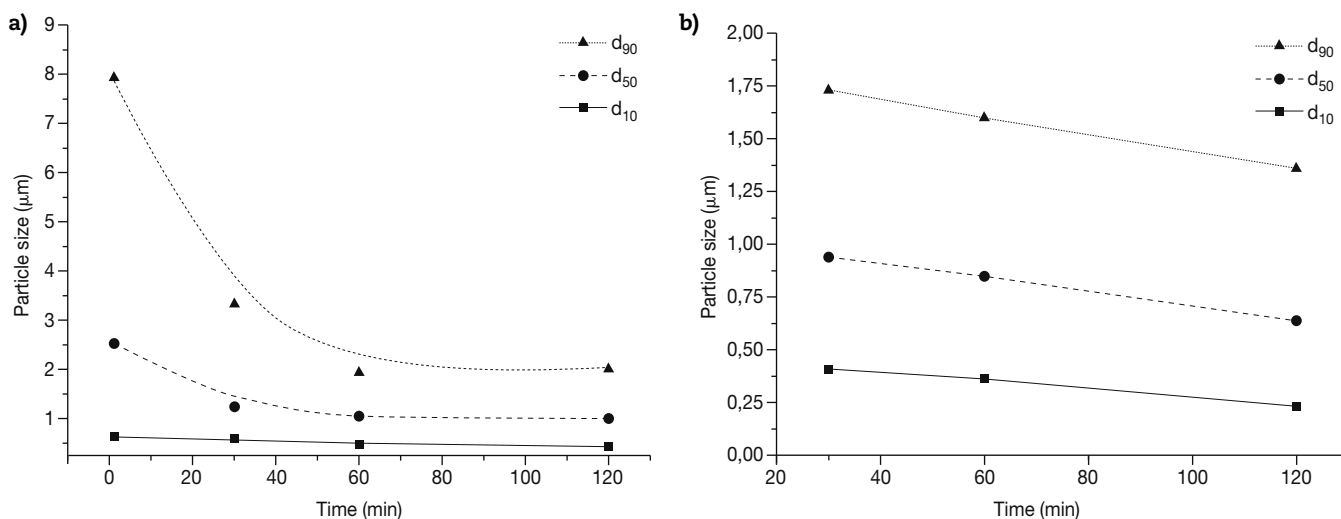 a)
9
8
7
6
5
4
3
2
1
Particle size (μm)
0
20
40
60
80
100
120
Time (min)
d90
d50
d10
b)
2,00
1,75
1,50
1,25
1,00
0,75
0,50
0,25
0,00
Particle size (μm)
20
40
60
80
100
120
Time (min)
d90
d50
d10